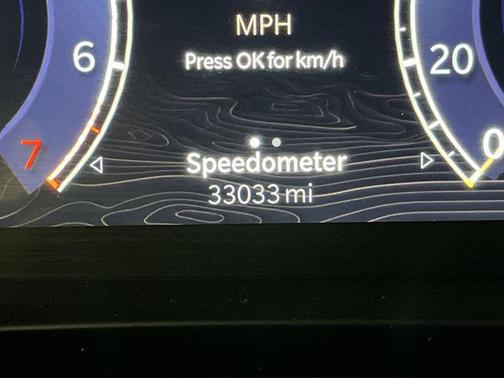 MPH
6
Press OK for km/h
20
7
0
Speedometer
33033 mi